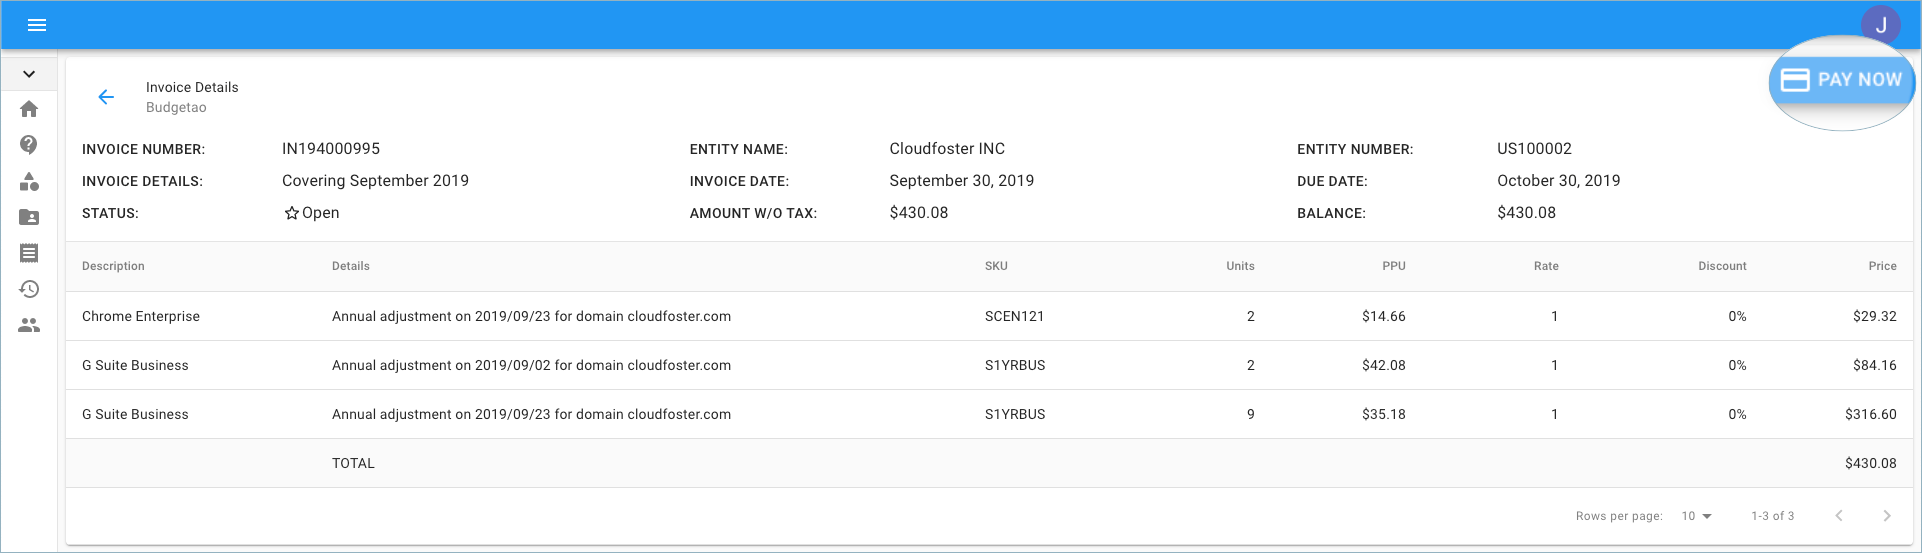 J
PAY NOW
Invoice Details
Budgetao
INVOICE NUMBER: IN194000995 ENTITY NAME: Cloudfoster INC ENTITY NUMBER: US100002
INVOICE DETAILS: Covering September 2019 INVOICE DATE: September 30, 2019 DUE DATE: October 30, 2019
STATUS: Open AMOUNT W/O TAX: $430.08 BALANCE: $430.08
Description Details SKU Units PPU Rate Discount Price
Chrome Enterprise Annual adjustment on 2019/09/23 for domain cloudfoster.com SCEN121 2 $14.66 1 0% $29.32
G Suite Business Annual adjustment on 2019/09/02 for domain cloudfoster.com S1YRBUS 2 $42.08 1 0% $84.16
G Suite Business Annual adjustment on 2019/09/23 for domain cloudfoster.com S1YRBUS 9 $35.18 1 0% $316.60
TOTAL $430.08
Rows per page: 10 1-3 of 3